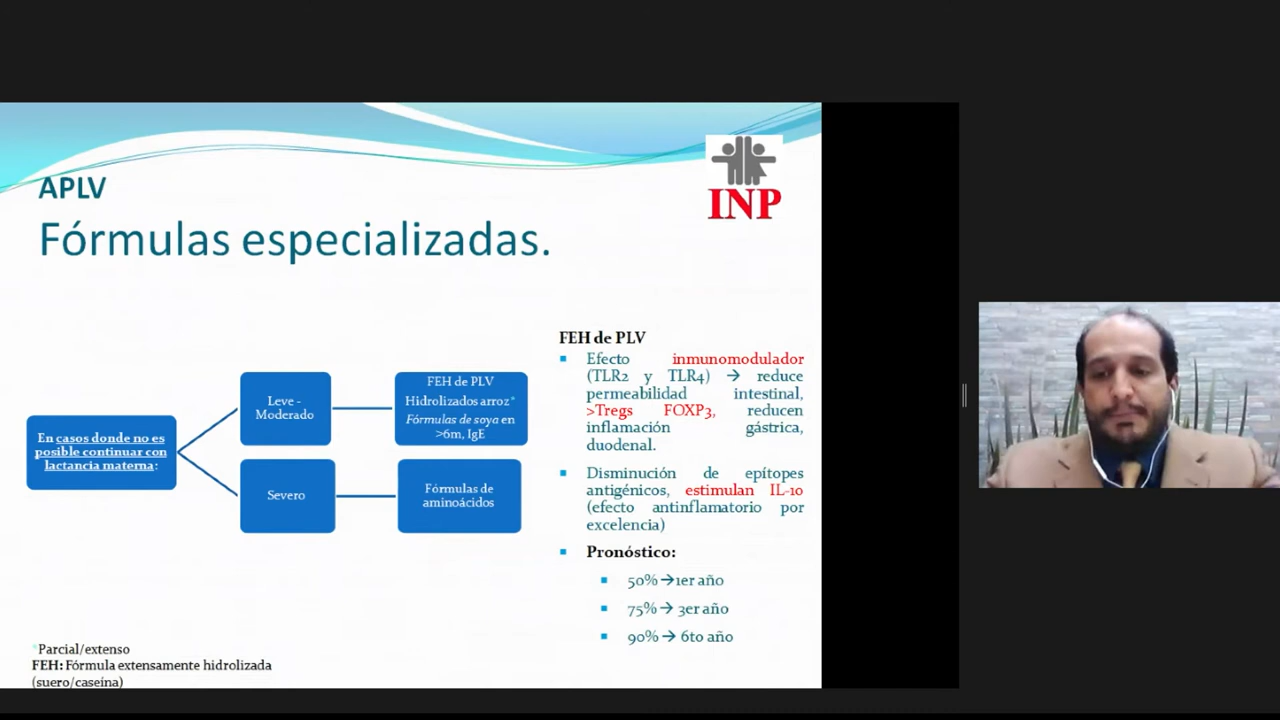 APLV
INP
Fórmulas especializadas.
En casos donde no es
posible continuar con
lactancia materna:
Leve -
Moderado
FEH de PLV
Hidrolizados arroz*
Fórmulas de soya en
>6m, IgE
Severo
Fórmulas de
aminoácidos
FEH de PLV
Efecto inmunomodulador
(TLR2 y TLR4) → reduce
permeabilidad intestinal,
>Tregs FOXP3, reducen
inflamación gástrica,
duodenal.
Disminución de epítopes
antigénicos, estimulan IL-10
(efecto antinflamatorio por
excelencia)
Pronóstico:
50% → 1er año
75% → 3er año
90% → 6to año
*Parcial/extenso
FEH: Fórmula extensamente hidrolizada
(suero/caseina)